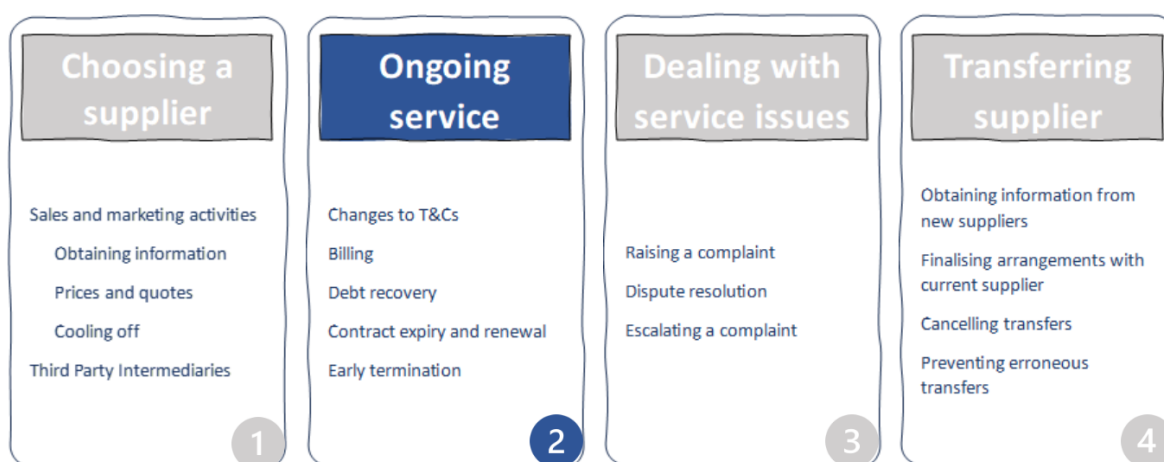 Choosing a
supplier
Sales and marketing activities
Obtaining information
Prices and quotes
Cooling off
Third Party Intermediaries
1
Ongoing
service
Changes to T&Cs
Billing
Debt recovery
Contract expiry and renewal
Early termination
2
Dealing with
service issues
Raising a complaint
Dispute resolution
Escalating a complaint
3
Transferring
supplier
Obtaining information from
new suppliers
Finalising arrangements with
current supplier
Cancelling transfers
Preventing erroneous
transfers
4